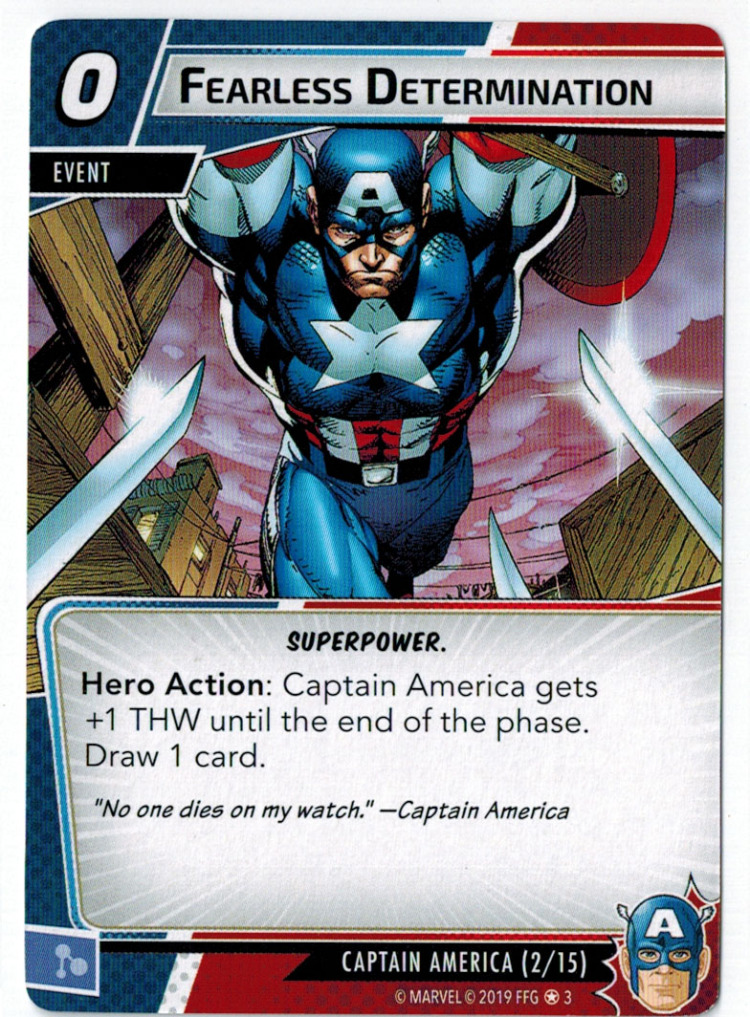 0
FEARLESS DETERMINATION
EVENT
SUPERPOWER.
Hero Action: Captain America gets
+1 THW until the end of the phase.
Draw 1 card.
"No one dies on my watch." —Captain America
CAPTAIN AMERICA (2/15)
© MARVEL © 2019 FFG ✪ 3
A